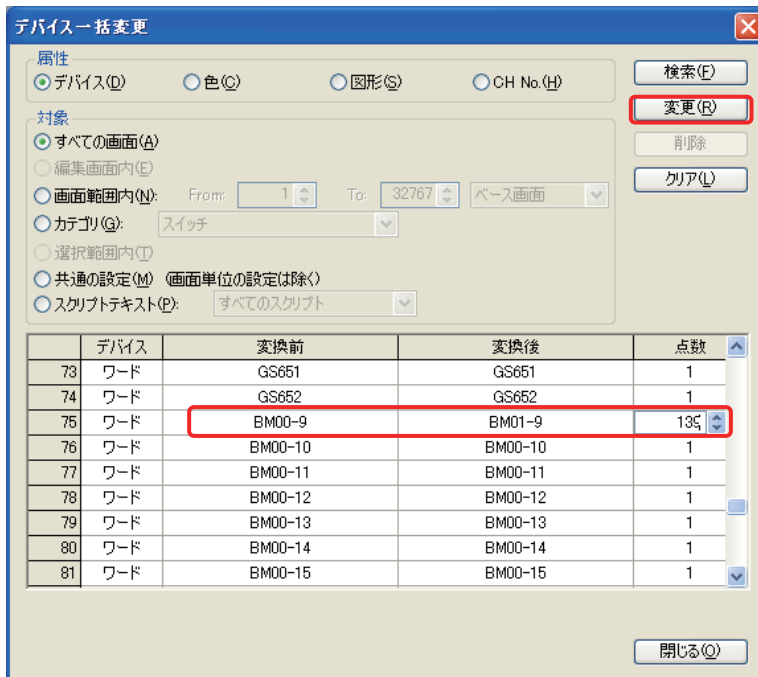 デバイス一括変更
属性
デバイス(D) 色(C) 図形(S) CH No.(H)
検索(F)
変更(R)
対象
すべての画面(A)
削除
編集画面内(E)
クリア(L)
画面範囲内(N): From: 1 To: 32767 ベース画面
カテゴリ(G): スイッチ
選択範囲内(T)
共通の設定(M) (画面単位の設定は除く)
スクリプトテキスト(P): すべてのスクリプト
デバイス 変換前 変換後 点数
73 ワード GS651 GS651 1
74 ワード GS652 GS652 1
75 ワード BM00-9 BM01-9
76 ワード BM00-10 BM00-10 1
77 ワード BM00-11 BM00-11 1
78 ワード BM00-12 BM00-12 1
79 ワード BM00-13 BM00-13 1
80 ワード BM00-14 BM00-14 1
81 ワード BM00-15 BM00-15 1
閉じる(O)